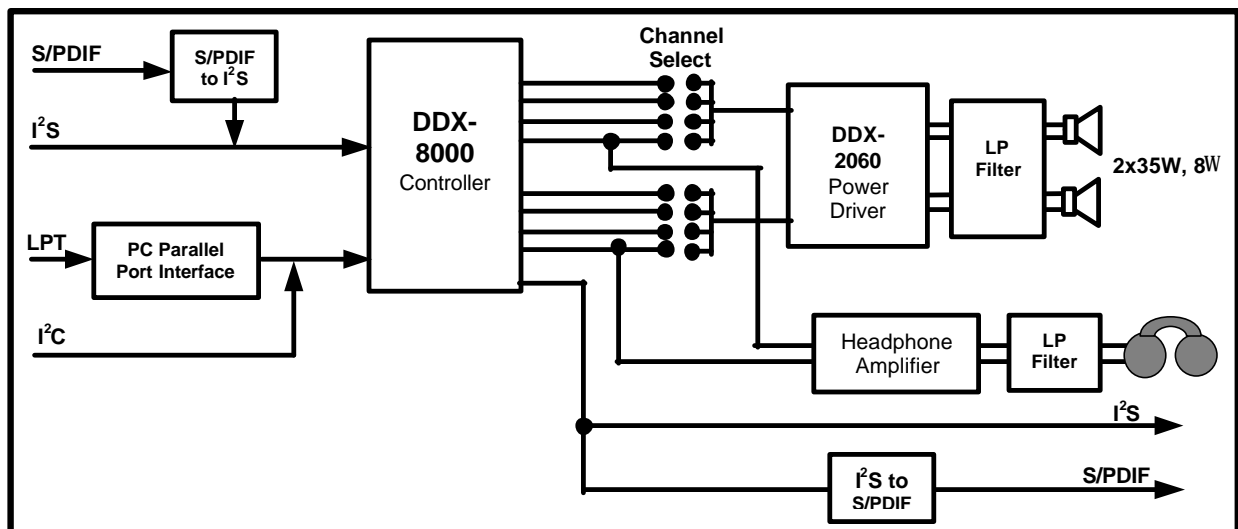 S/PDIF
S/PDIF
to I²S
I²S
LPT
PC Parallel
Port Interface
I²C
DDX-
8000
Controller
Channel
Select
DDX-
2060
Power
Driver
LP
Filter
2x35W, 8W
Headphone
Amplifier
LP
Filter
I²S
I²S to
S/PDIF
S/PDIF